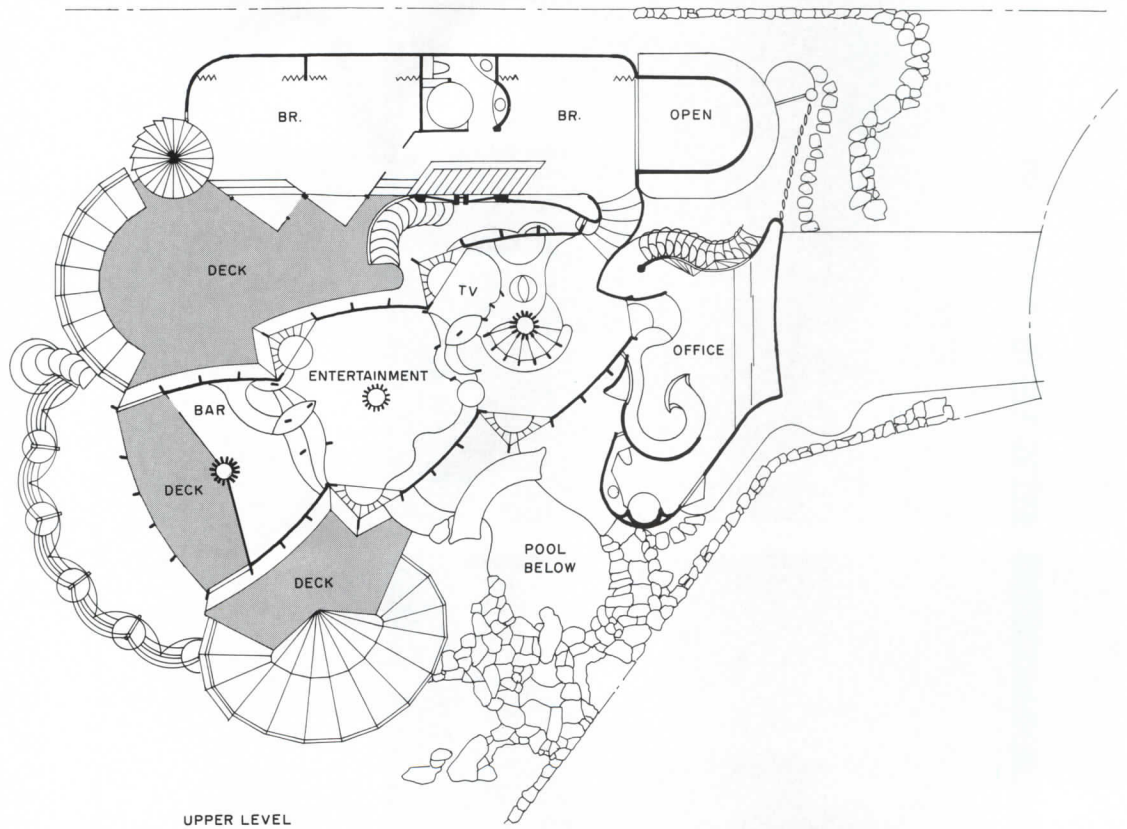 BR.
BR.
OPEN
DECK
TV
OFFICE
ENTERTAINMENT
BAR
DECK
POOL
BELOW
DECK
UPPER LEVEL